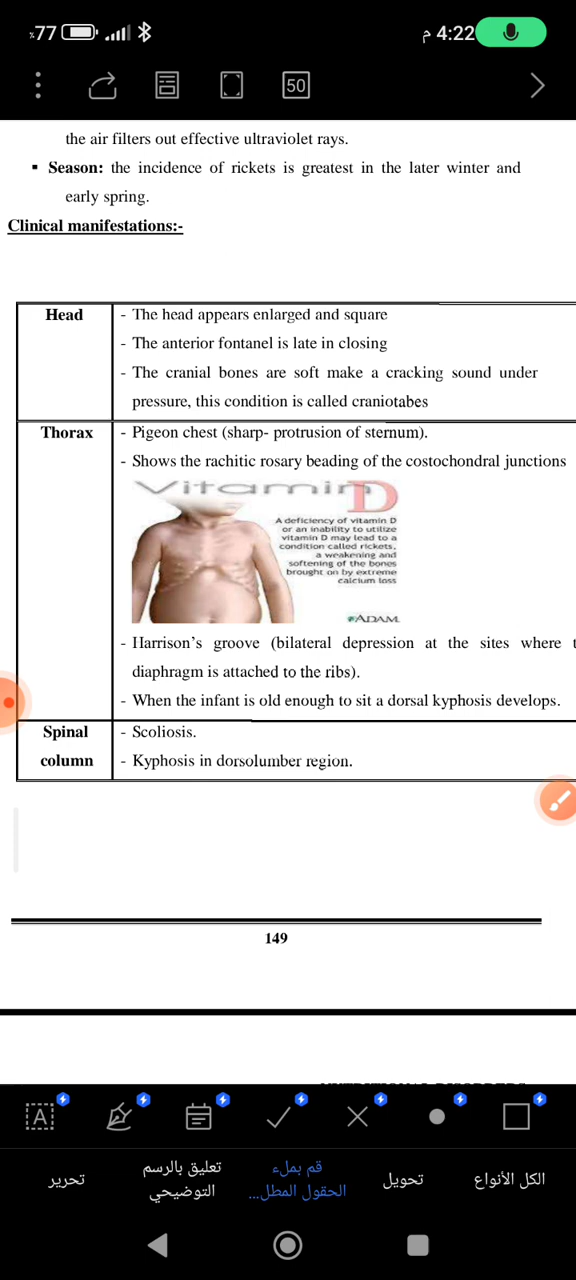 %77
4:22 م
50
the air filters out effective ultraviolet rays.
▪ Season: the incidence of rickets is greatest in the later winter and
early spring.
Clinical manifestations:-
Head
- The head appears enlarged and square
- The anterior fontanel is late in closing
- The cranial bones are soft make a cracking sound under
pressure, this condition is called craniotabes
Thorax
- Pigeon chest (sharp- protrusion of sternum).
- Shows the rachitic rosary beading of the costochondral junctions
Vitamin D
A deficiency of vitamin D
or an inability to utilize
vitamin D may lead to a
condition called rickets,
a weakening and
softening of the bones
brought on by extreme
calcium loss
ADAM
- Harrison's groove (bilateral depression at the sites where t
diaphragm is attached to the ribs).
- When the infant is old enough to sit a dorsal kyphosis develops.
Spinal
column
- Scoliosis.
- Kyphosis in dorsolumber region.
149
A
الكل الأنواع
تحويل
قم بملء
الحقول المطل...
تعليق بالرسم
التوضيحي
تحرير